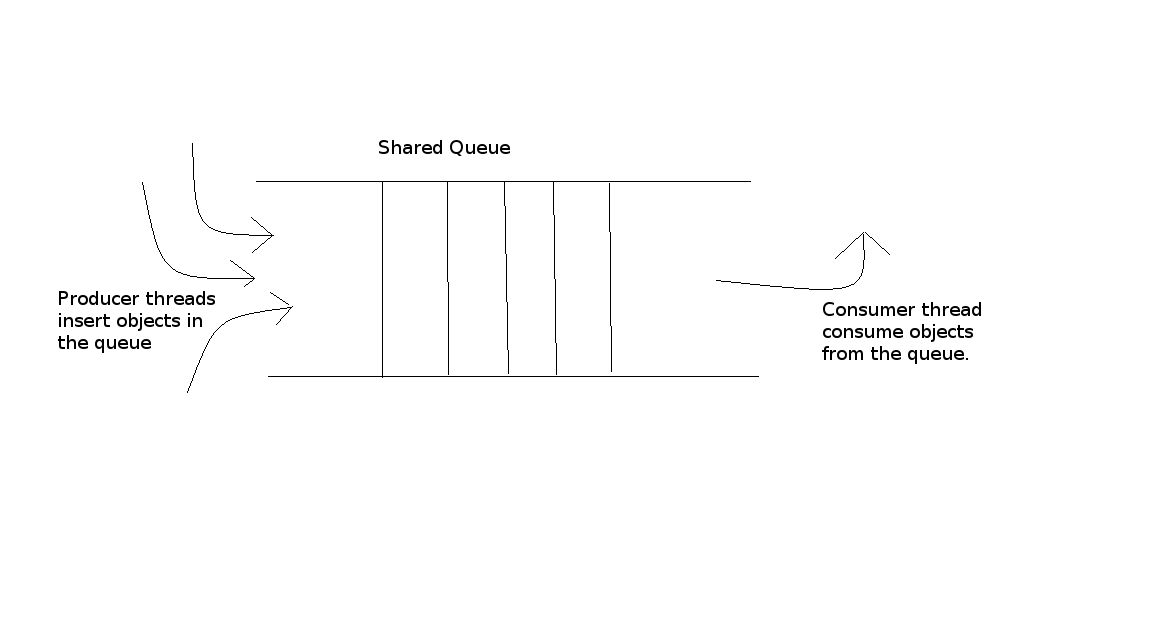 Shared Queue
Producer threads
insert objects in
the queue
Consumer thread
consume objects
from the queue.